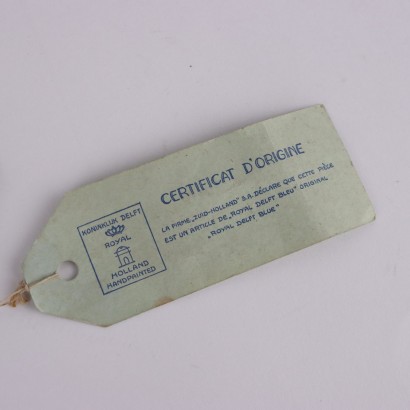 KONINKLIJK DELFT
ROYAL
HOLLAND
HANDPAINTED
CERTIFICAT D'ORIGINE
LA FIRME „ZUID-HOLLAND" S.A. DÉCLARE QUE CETTE PIÈCE
EST UN ARTICLE DE „ROYAL DELFT BLEU" ORIGINAL
„ROYAL DELFT BLUE"